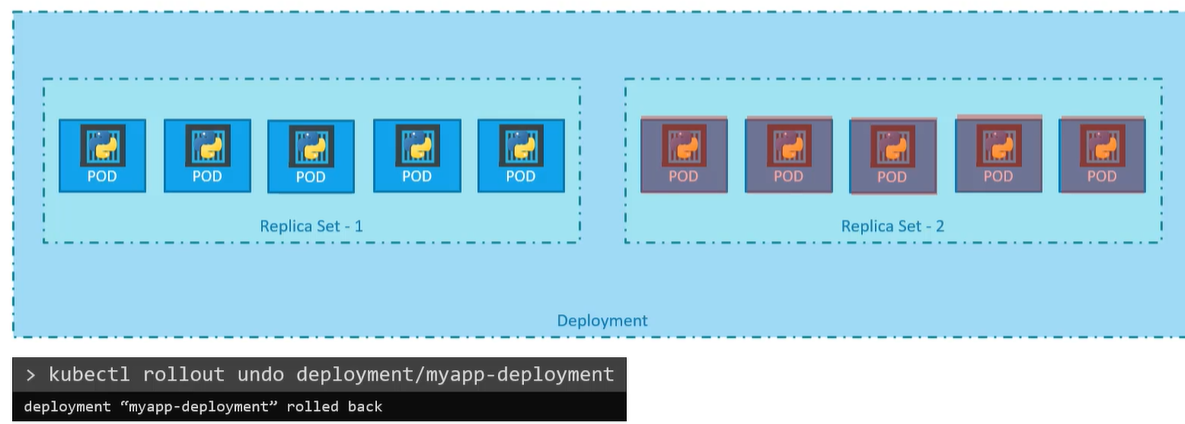 POD POD POD POD POD POD POD POD POD POD
Replica Set - 1 Replica Set - 2
Deployment
> kubectl rollout undo deployment/myapp-deployment
deployment “myapp-deployment” rolled back